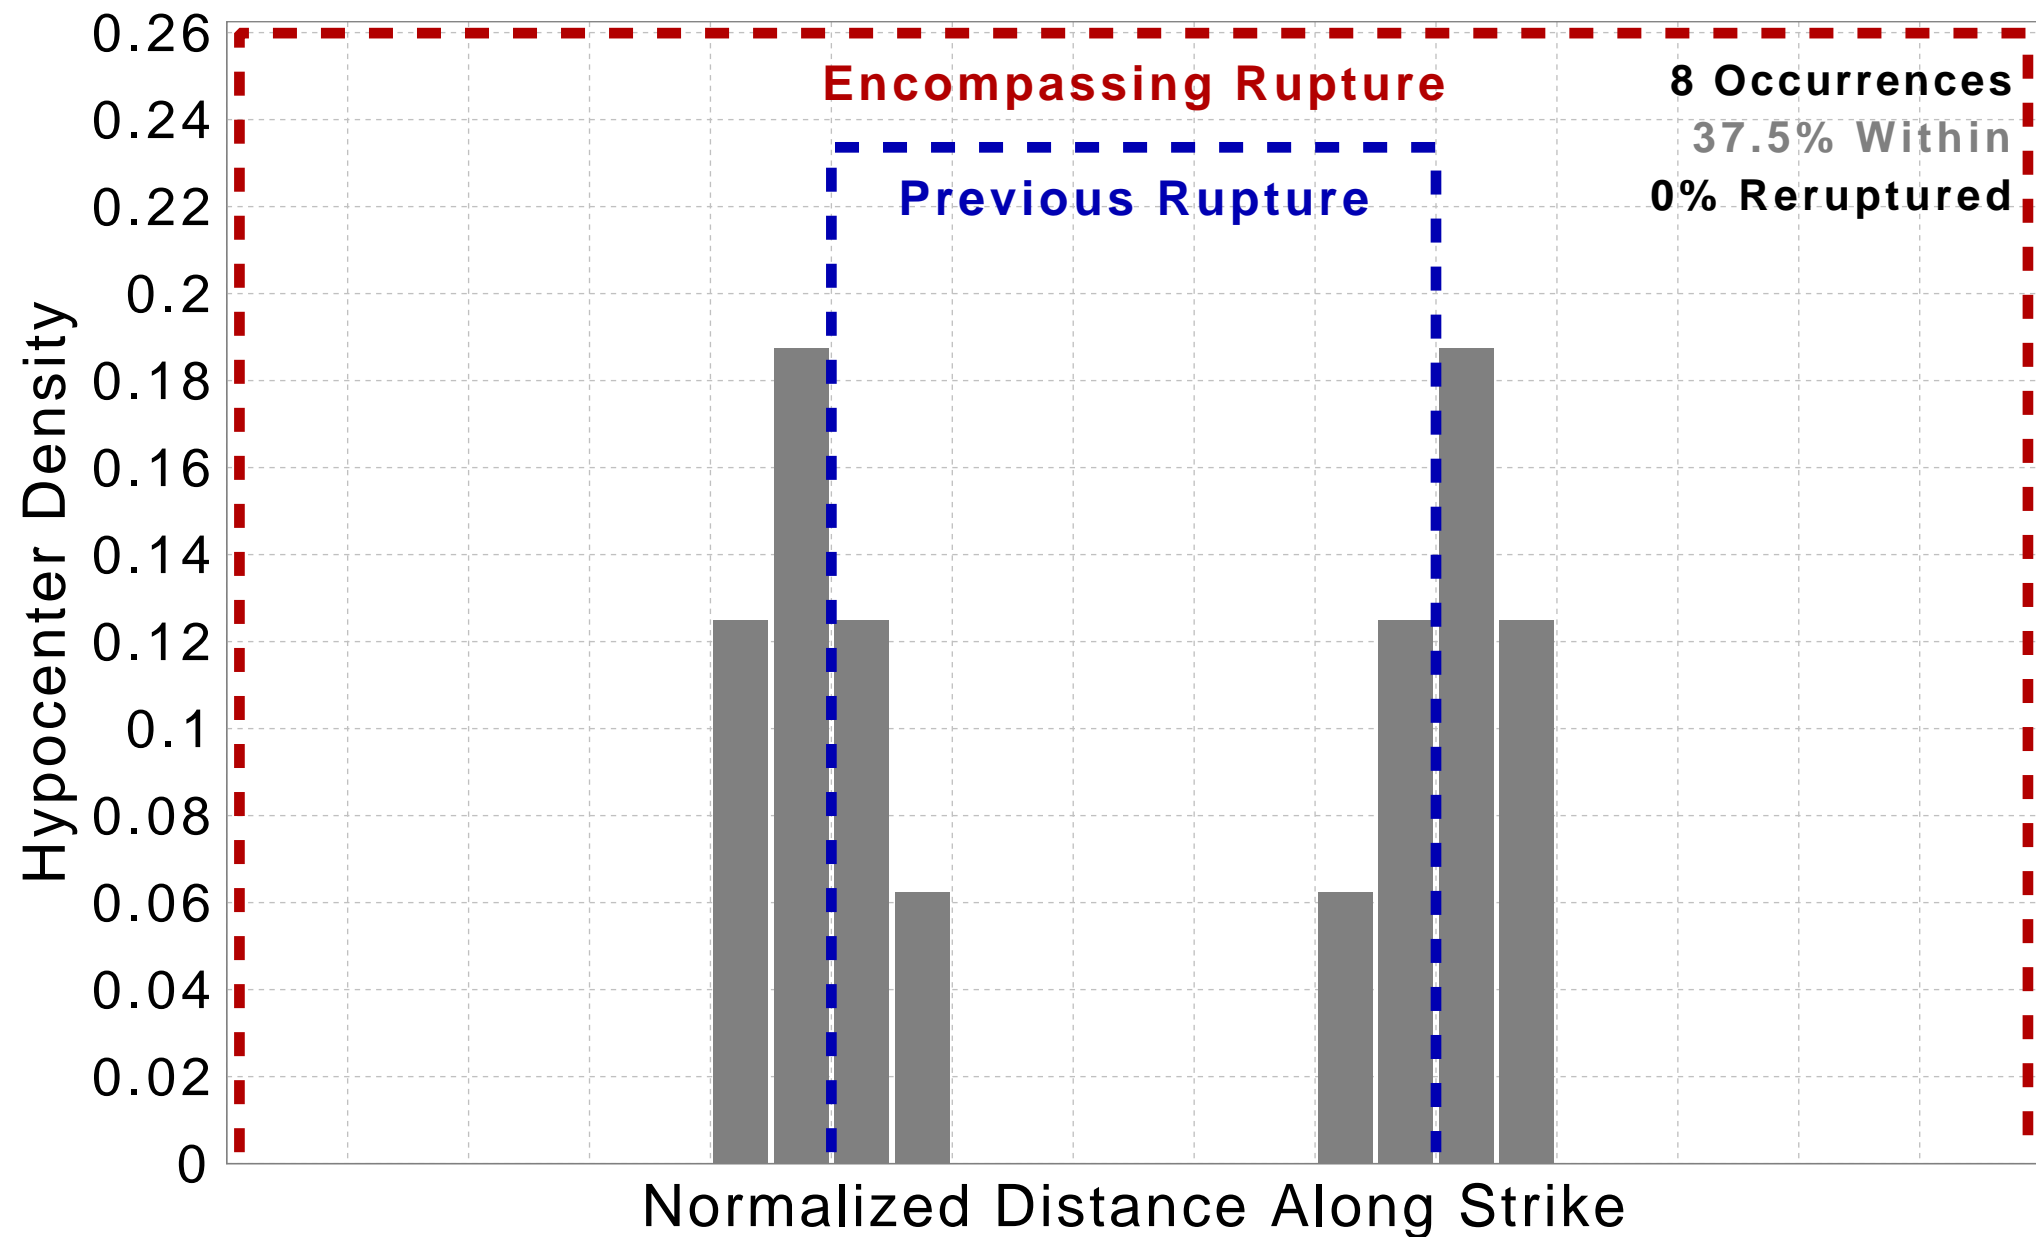 0.26
0.24
0.22
0.2
0.18
0.16
0.14
0.12
0.1
0.08
0.06
0.04
0.02
0
Hypocenter Density
Encompassing Rupture
Previous Rupture
8 Occurrences
37.5% Within
0% Reruptured
Normalized Distance Along Strike